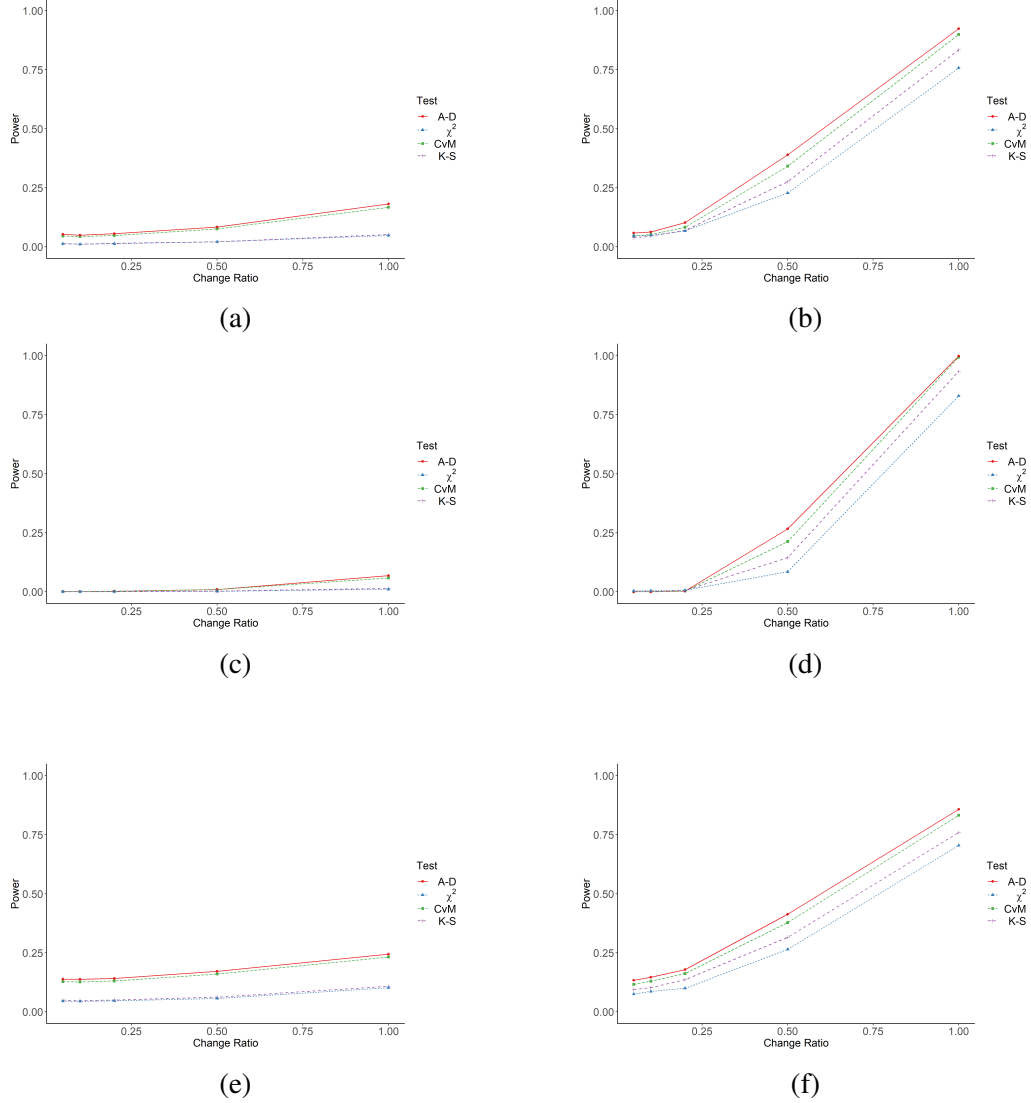 1.00
0.75
0.50
0.25
0.00
Power
0.25 0.50 0.75 1.00
Change Ratio
Test
A-D
χ²
CvM
K-S
(a)
1.00
0.75
0.50
0.25
0.00
Power
0.25 0.50 0.75 1.00
Change Ratio
Test
A-D
χ²
CvM
K-S
(b)
1.00
0.75
0.50
0.25
0.00
Power
0.25 0.50 0.75 1.00
Change Ratio
Test
A-D
χ²
CvM
K-S
(c)
1.00
0.75
0.50
0.25
0.00
Power
0.25 0.50 0.75 1.00
Change Ratio
Test
A-D
χ²
CvM
K-S
(d)
1.00
0.75
0.50
0.25
0.00
Power
0.25 0.50 0.75 1.00
Change Ratio
Test
A-D
χ²
CvM
K-S
(e)
1.00
0.75
0.50
0.25
0.00
Power
0.25 0.50 0.75 1.00
Change Ratio
Test
A-D
χ²
CvM
K-S
(f)